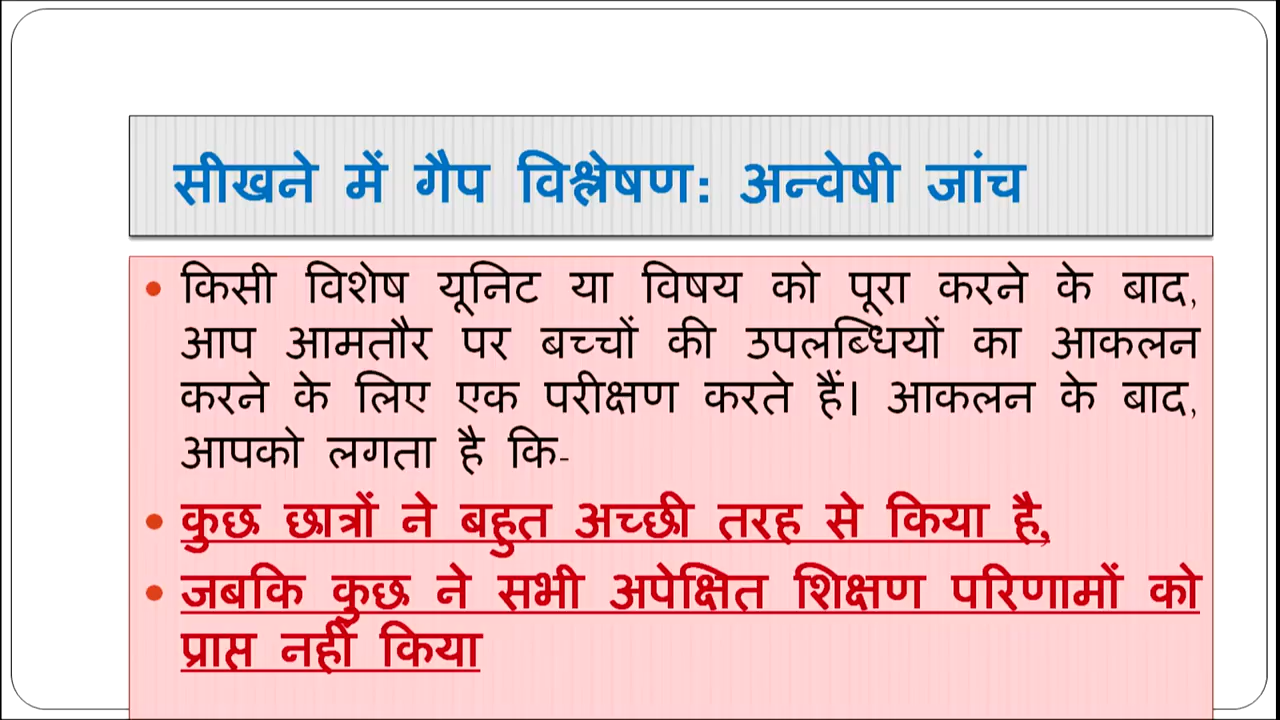 सीखने में गैप विश्लेषण: अन्वेषी जांच
• किसी विशेष यूनिट या विषय को पूरा करने के बाद,
आप आमतौर पर बच्चों की उपलब्धियों का आकलन
करने के लिए एक परीक्षण करते हैं। आकलन के बाद,
आपको लगता है कि-
• कुछ छात्रों ने बहुत अच्छी तरह से किया है,
• जबकि कुछ ने सभी अपेक्षित शिक्षण परिणामों को
प्राप्त नहीं किया